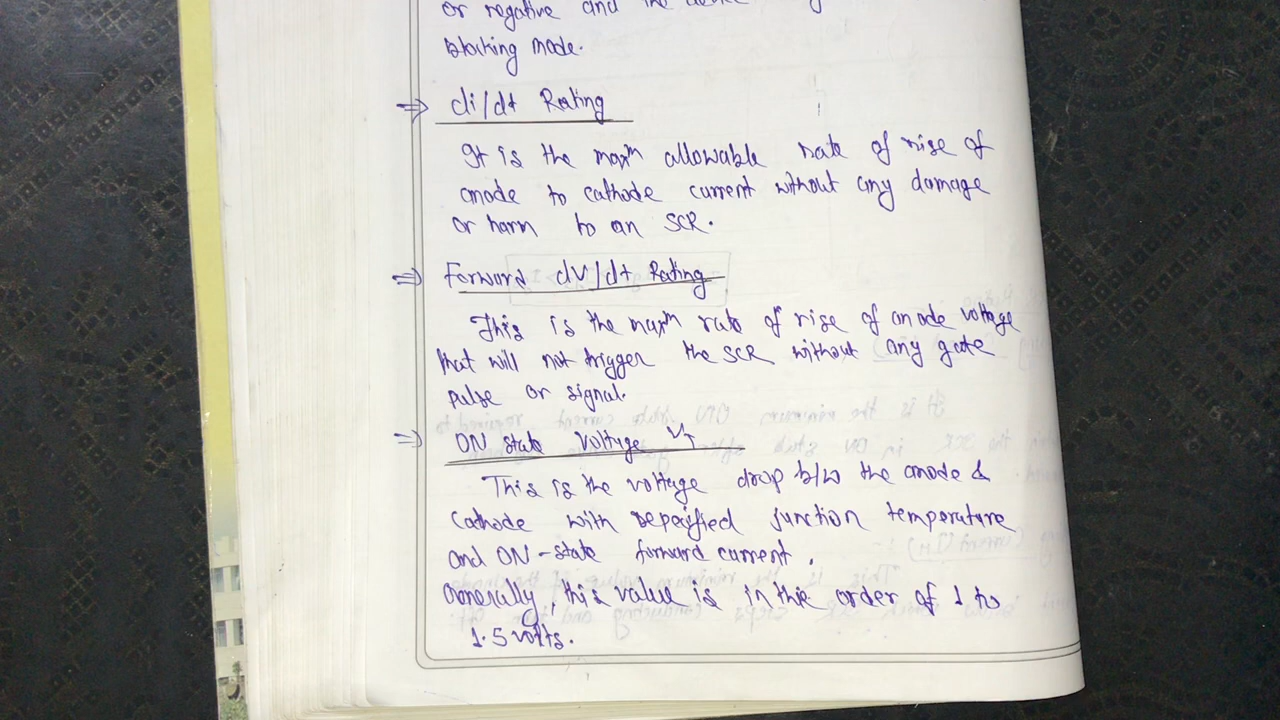 or negative and the device
blocking mode.
⇒ di/dt Rating
It is the maxm allowable rate of rise of
anode to cathode current without any damage
or harm to an SCR.
⇒ Forward dv/dt Rating
This is the maxm rate of rise of anode voltage
that will not trigger the SCR without any gate
pulse or signal.
⇒ ON state Voltage VT
This is the voltage drop b/w the anode &
cathode with sepecified junction temperature
and ON-state forward current.
Generally, this value is in the order of 1 to
1.5 volts.